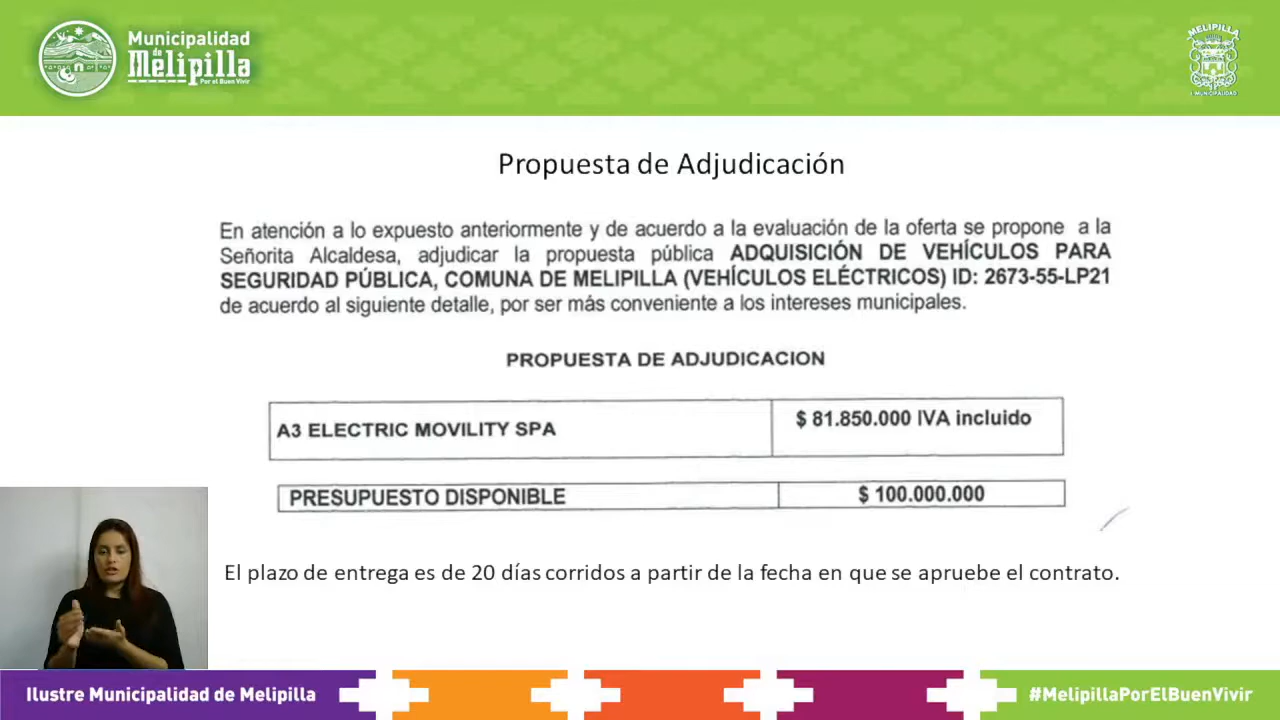 Municipalidad
de
Melipilla
Por el Buen Vivir
MELIPILLA
I. MUNICIPALIDAD
Propuesta de Adjudicación
En atención a lo expuesto anteriormente y de acuerdo a la evaluación de la oferta se propone a la
Señorita Alcaldesa, adjudicar la propuesta pública ADQUISICIÓN DE VEHÍCULOS PARA
SEGURIDAD PÚBLICA, COMUNA DE MELIPILLA (VEHÍCULOS ELÉCTRICOS) ID: 2673-55-LP21
de acuerdo al siguiente detalle, por ser más conveniente a los intereses municipales.
PROPUESTA DE ADJUDICACION
A3 ELECTRIC MOVILITY SPA $ 81.850.000 IVA incluido
PRESUPUESTO DISPONIBLE $ 100.000.000
El plazo de entrega es de 20 días corridos a partir de la fecha en que se apruebe el contrato.
Ilustre Municipalidad de Melipilla
#MelipillaPorElBuenVivir